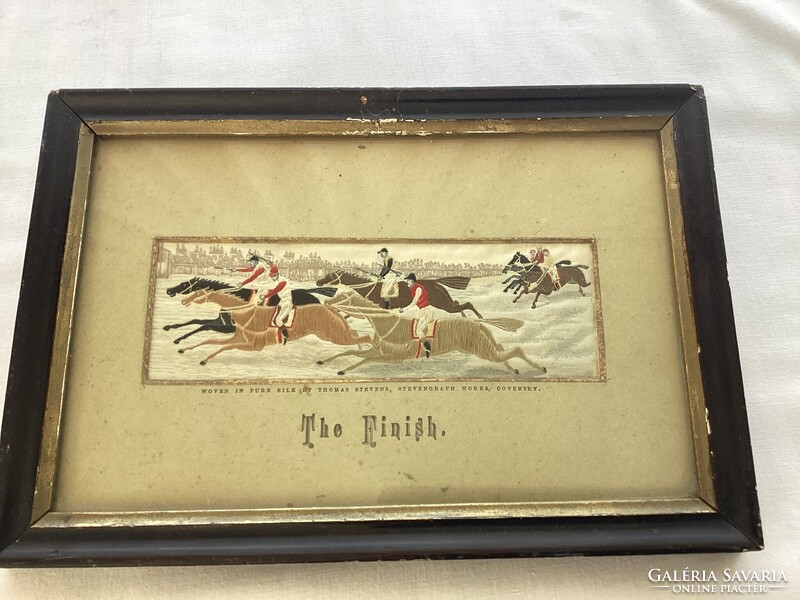 WOVEN IN PURE SILK BY THOMAS STEVENS, STEVENGRAPH WORKS, COVENTRY.
The Finish.
GALÉRIA SAVARIA
ONLINE PIACTÉR